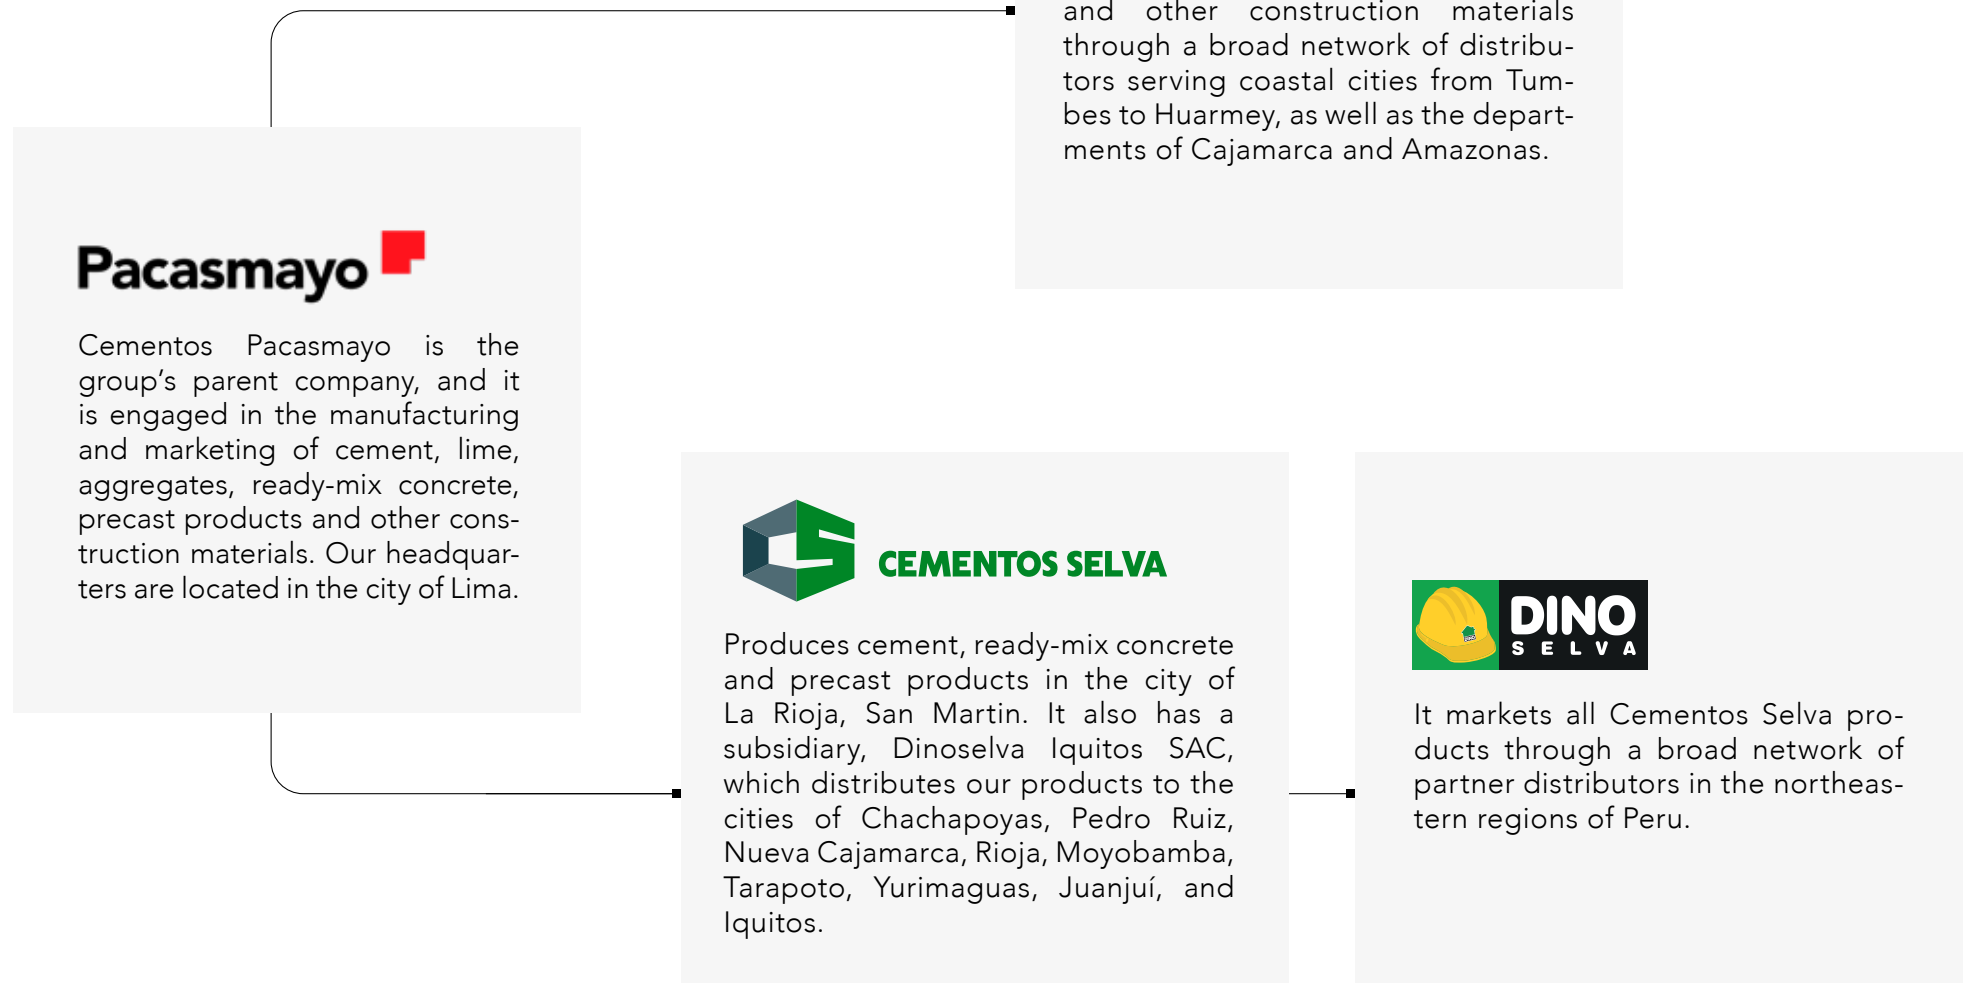 and other construction materials
through a broad network of distribu-
tors serving coastal cities from Tum-
bes to Huarmey, as well as the depart-
ments of Cajamarca and Amazonas.
Pacasmayo
Cementos Pacasmayo is the
group's parent company, and it
is engaged in the manufacturing
and marketing of cement, lime,
aggregates, ready-mix concrete,
precast products and other cons-
truction materials. Our headquar-
ters are located in the city of Lima.
CS
CEMENTOS SELVA
Produces cement, ready-mix concrete
and precast products in the city of
La Rioja, San Martin. It also has a
subsidiary, Dinoselva Iquitos SAC,
which distributes our products to the
cities of Chachapoyas, Pedro Ruiz,
Nueva Cajamarca, Rioja, Moyobamba,
Tarapoto, Yurimaguas, Juanjuí, and
Iquitos.
DINO
SELVA
It markets all Cementos Selva pro-
ducts through a broad network of
partner distributors in the northeas-
tern regions of Peru.